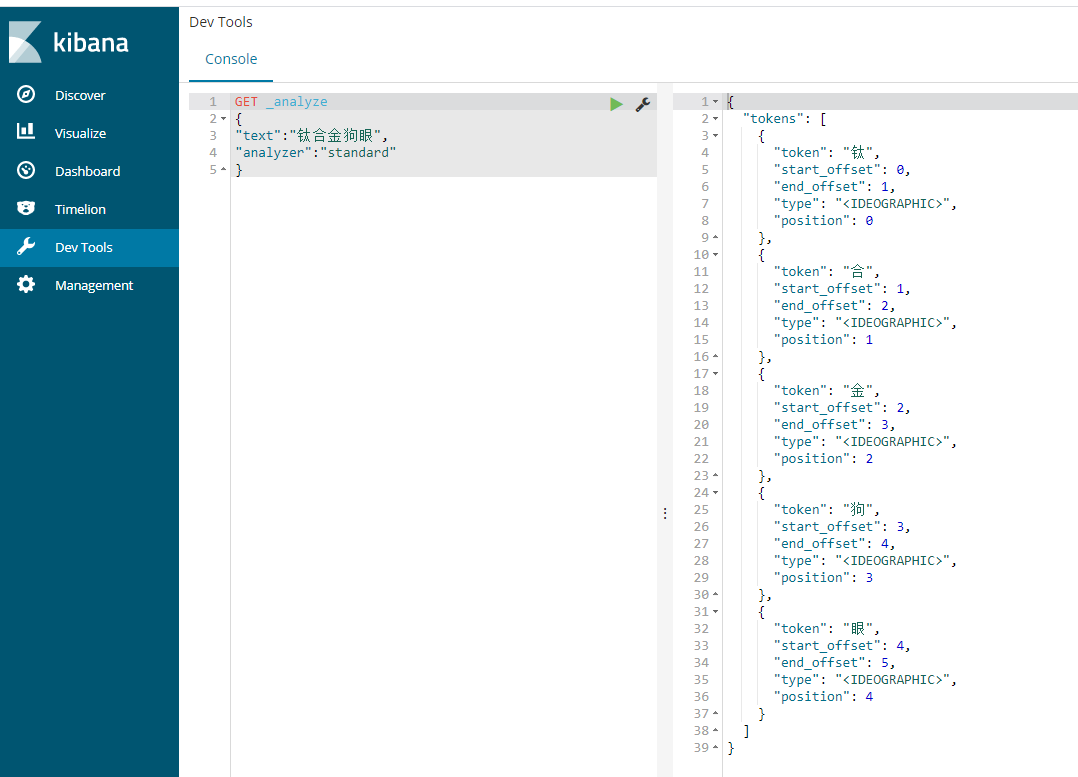 kibana
Discover
Visualize
Dashboard
Timelion
Dev Tools
Management
Dev Tools
Console
1 GET _analyze
2 {
3 "text":"钛合金狗眼",
4 "analyzer":"standard"
5 }
1 {
2 "tokens": [
3 {
4 "token": "钛",
5 "start_offset": 0,
6 "end_offset": 1,
7 "type": "<IDEOGRAPHIC>",
8 "position": 0
9 },
10 {
11 "token": "合",
12 "start_offset": 1,
13 "end_offset": 2,
14 "type": "<IDEOGRAPHIC>",
15 "position": 1
16 },
17 {
18 "token": "金",
19 "start_offset": 2,
20 "end_offset": 3,
21 "type": "<IDEOGRAPHIC>",
22 "position": 2
23 },
24 {
25 "token": "狗",
26 "start_offset": 3,
27 "end_offset": 4,
28 "type": "<IDEOGRAPHIC>",
29 "position": 3
30 },
31 {
32 "token": "眼",
33 "start_offset": 4,
34 "end_offset": 5,
35 "type": "<IDEOGRAPHIC>",
36 "position": 4
37 }
38 ]
39 }